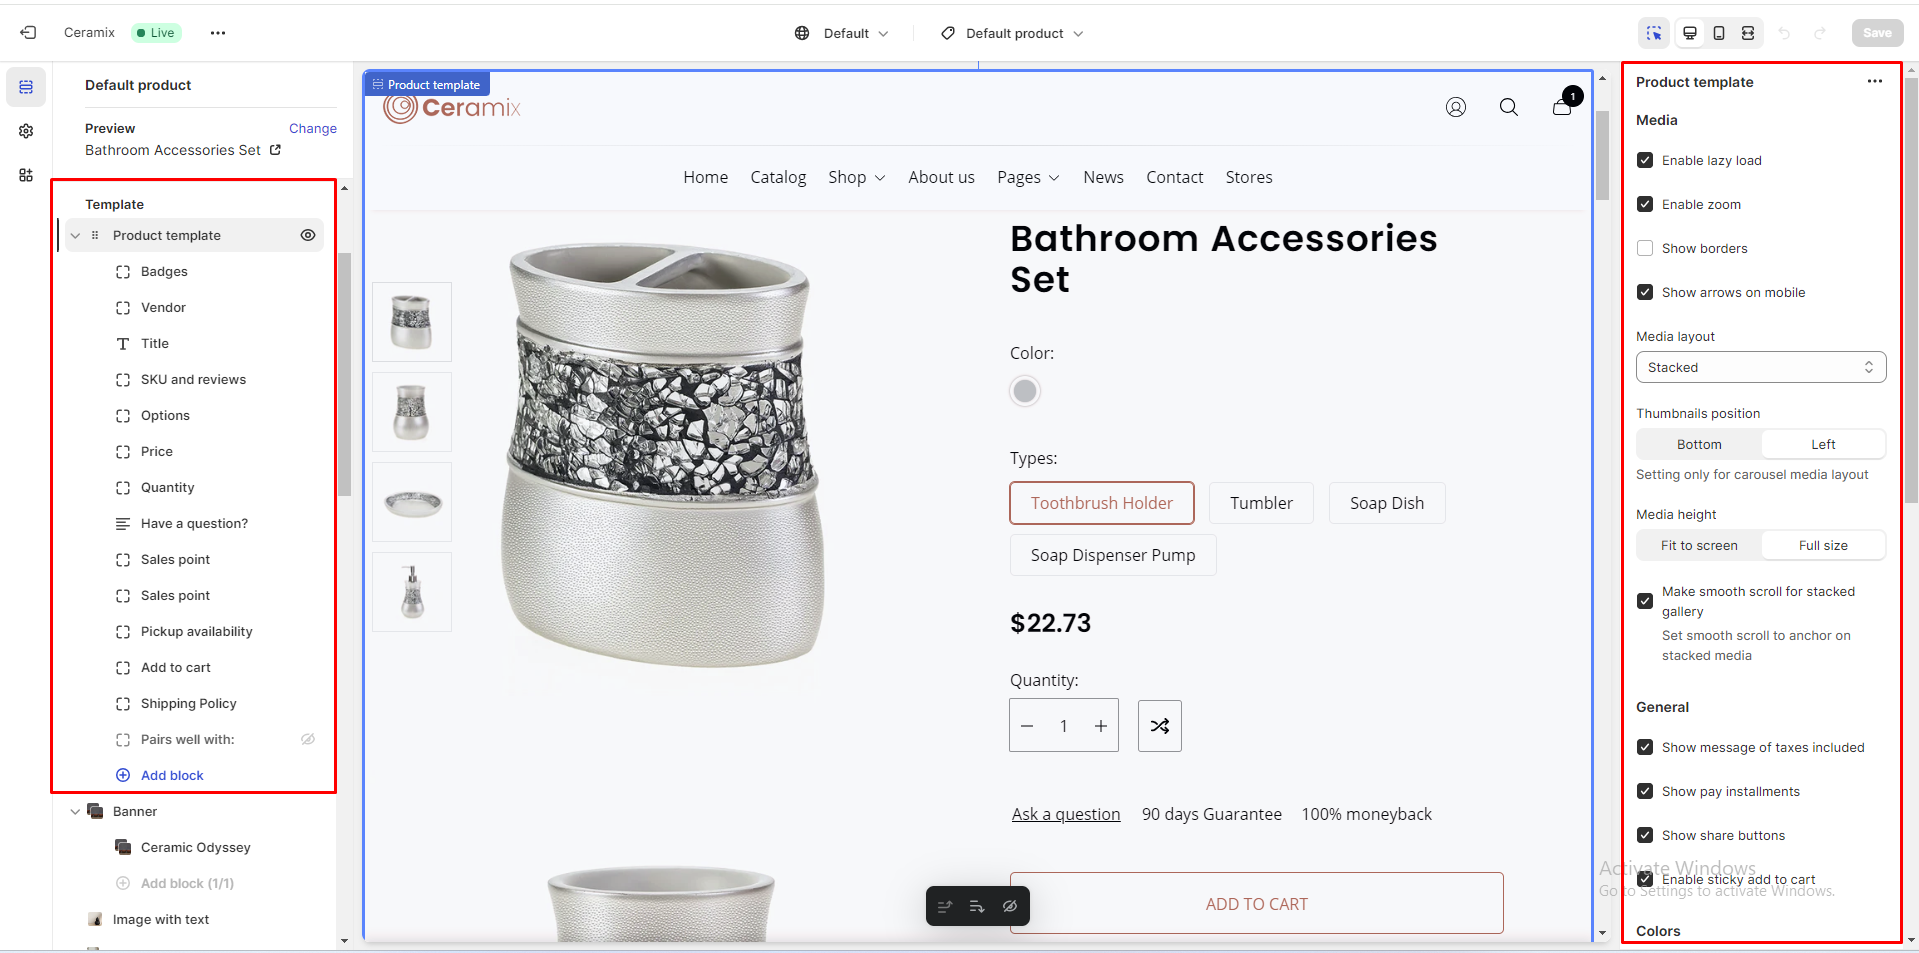 Ceramix
Live
Default
Default product
Save
Default product
Preview
Change
Bathroom Accessories Set
Template
Product template
Badges
Vendor
Title
SKU and reviews
Options
Price
Quantity
Have a question?
Sales point
Sales point
Pickup availability
Add to cart
Shipping Policy
Pairs well with:
Add block
Banner
Ceramic Odyssey
Add block (1/1)
Image with text
Product template
Ceramix
1
Home Catalog Shop About us Pages News Contact Stores
Bathroom Accessories
Set
Color:
Types:
Toothbrush Holder
Tumbler
Soap Dish
Soap Dispenser Pump
$22.73
Quantity:
1
Ask a question 90 days Guarantee 100% moneyback
ADD TO CART
Product template
Media
Enable lazy load
Enable zoom
Show borders
Show arrows on mobile
Media layout
Stacked
Thumbnails position
Bottom Left
Setting only for carousel media layout
Media height
Fit to screen Full size
Make smooth scroll for stacked
gallery
Set smooth scroll to anchor on
stacked media
General
Show message of taxes included
Show pay installments
Show share buttons
Enable sticky add to cart
Colors
Activate Windows
Go to Settings to activate Windows.